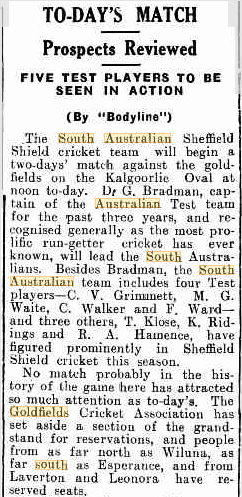 TO-DAY'S MATCH
Prospects Reviewed
FIVE TEST PLAYERS TO BE
SEEN IN ACTION
(By "Bodyline")
The South Australian Sheffield
Shield cricket team will begin a
two-days' match against the gold-
fields on the Kalgoorlie Oval at
noon to-day. Dr G. Bradman, cap-
tain of the Australian Test team
for the past three years, and re-
cognised generally as the most pro-
lific run-getter cricket has ever
known, will lead the South Austra-
lians. Besides Bradman, the South
Australian team includes four Test
players—C. V. Grimmett, M. G.
Waite, C. Walker and F. Ward—
and three others, T. Klose, K. Rid-
ings and R. A. Hamence, have
figured prominently in Sheffield
Shield cricket this season.
No match probably in the his-
tory of the game here has attracted
so much attention as to-day's. The
Goldfields Cricket Association has
set aside a section of the grand-
stand for reservations, and people
from as far north as Wiluna, as
far south as Esperance, and from
Laverton and Leonora have re-
served seats.